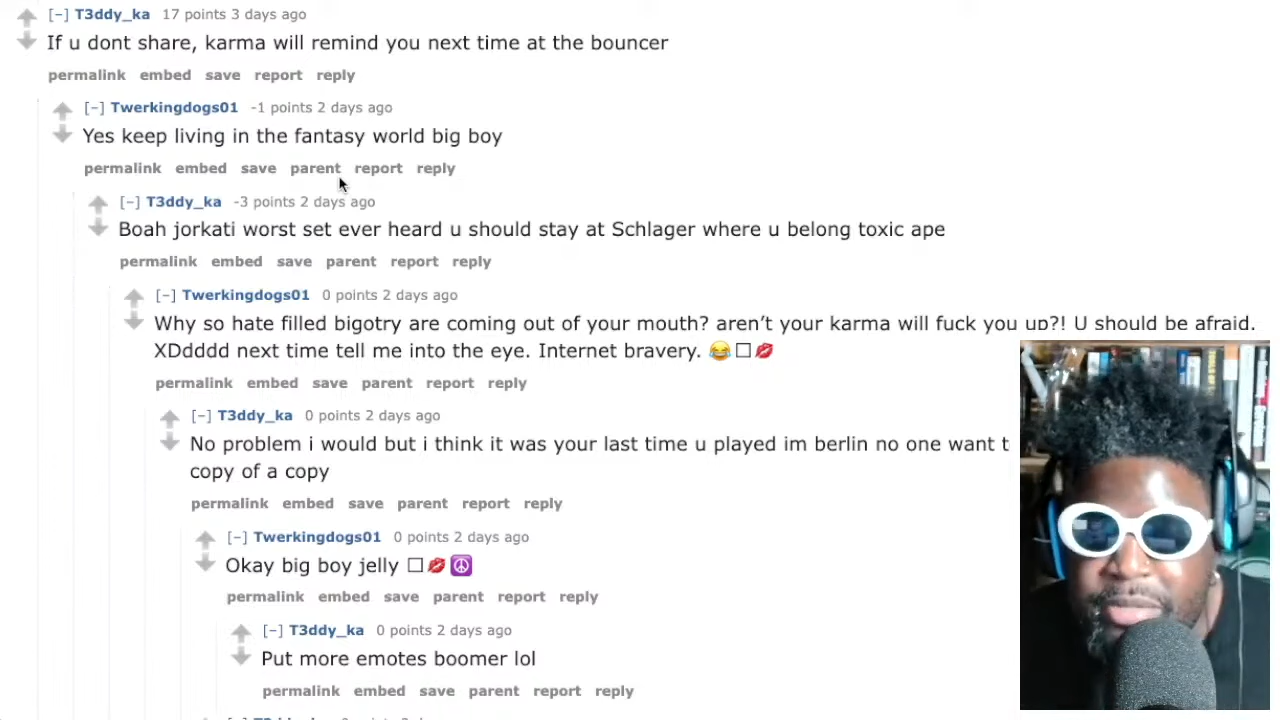 [-] T3ddy_ka 17 points 3 days ago
If u dont share, karma will remind you next time at the bouncer
permalink embed save report reply
[-] Twerkingdogs01 -1 points 2 days ago
Yes keep living in the fantasy world big boy
permalink embed save parent report reply
[-] T3ddy_ka -3 points 2 days ago
Boah jorkati worst set ever heard u should stay at Schlager where u belong toxic ape
permalink embed save parent report reply
[-] Twerkingdogs01 0 points 2 days ago
Why so hate filled bigotry are coming out of your mouth? aren't your karma will fuck you up?! U should be afraid.
XDdddd next time tell me into the eye. Internet bravery. 😂☐💋
permalink embed save parent report reply
[-] T3ddy_ka 0 points 2 days ago
No problem i would but i think it was your last time u played im berlin no one want
copy of a copy
permalink embed save parent report reply
[-] Twerkingdogs01 0 points 2 days ago
Okay big boy jelly ☐💋☮
permalink embed save parent report reply
[-] T3ddy_ka 0 points 2 days ago
Put more emotes boomer lol
permalink embed save parent report reply